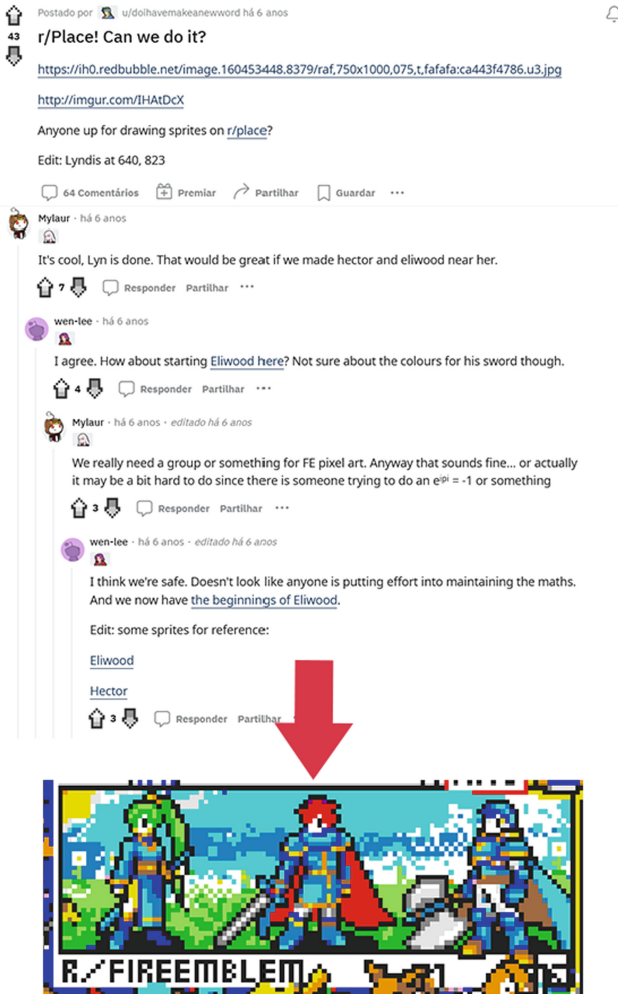 Postado por u/doihavemakeanewword há 6 anos
43
r/Place! Can we do it?
https://ih0.redbubble.net/image.160453448.8379/raf,750x1000,075,t,fafafa:ca443f4786.u3.jpg
http://imgur.com/IHAtDcX
Anyone up for drawing sprites on r/place?
Edit: Lyndis at 640, 823
64 Comentários Premiar Partilhar Guardar ...
Mylaur · há 6 anos
It's cool, Lyn is done. That would be great if we made hector and eliwood near her.
7 Responder Partilhar ...
wen-lee · há 6 anos
I agree. How about starting Eliwood here? Not sure about the colours for his sword though.
4 Responder Partilhar ...
Mylaur · há 6 anos · editado há 6 anos
We really need a group or something for FE pixel art. Anyway that sounds fine... or actually
it may be a bit hard to do since there is someone trying to do an eⁱᵖⁱ = -1 or something
3 Responder Partilhar ...
wen-lee · há 6 anos · editado há 6 anos
I think we're safe. Doesn't look like anyone is putting effort into maintaining the maths.
And we now have the beginnings of Eliwood.
Edit: some sprites for reference:
Eliwood
Hector
3 Responder Partilhar
R/FIREEMBLEM